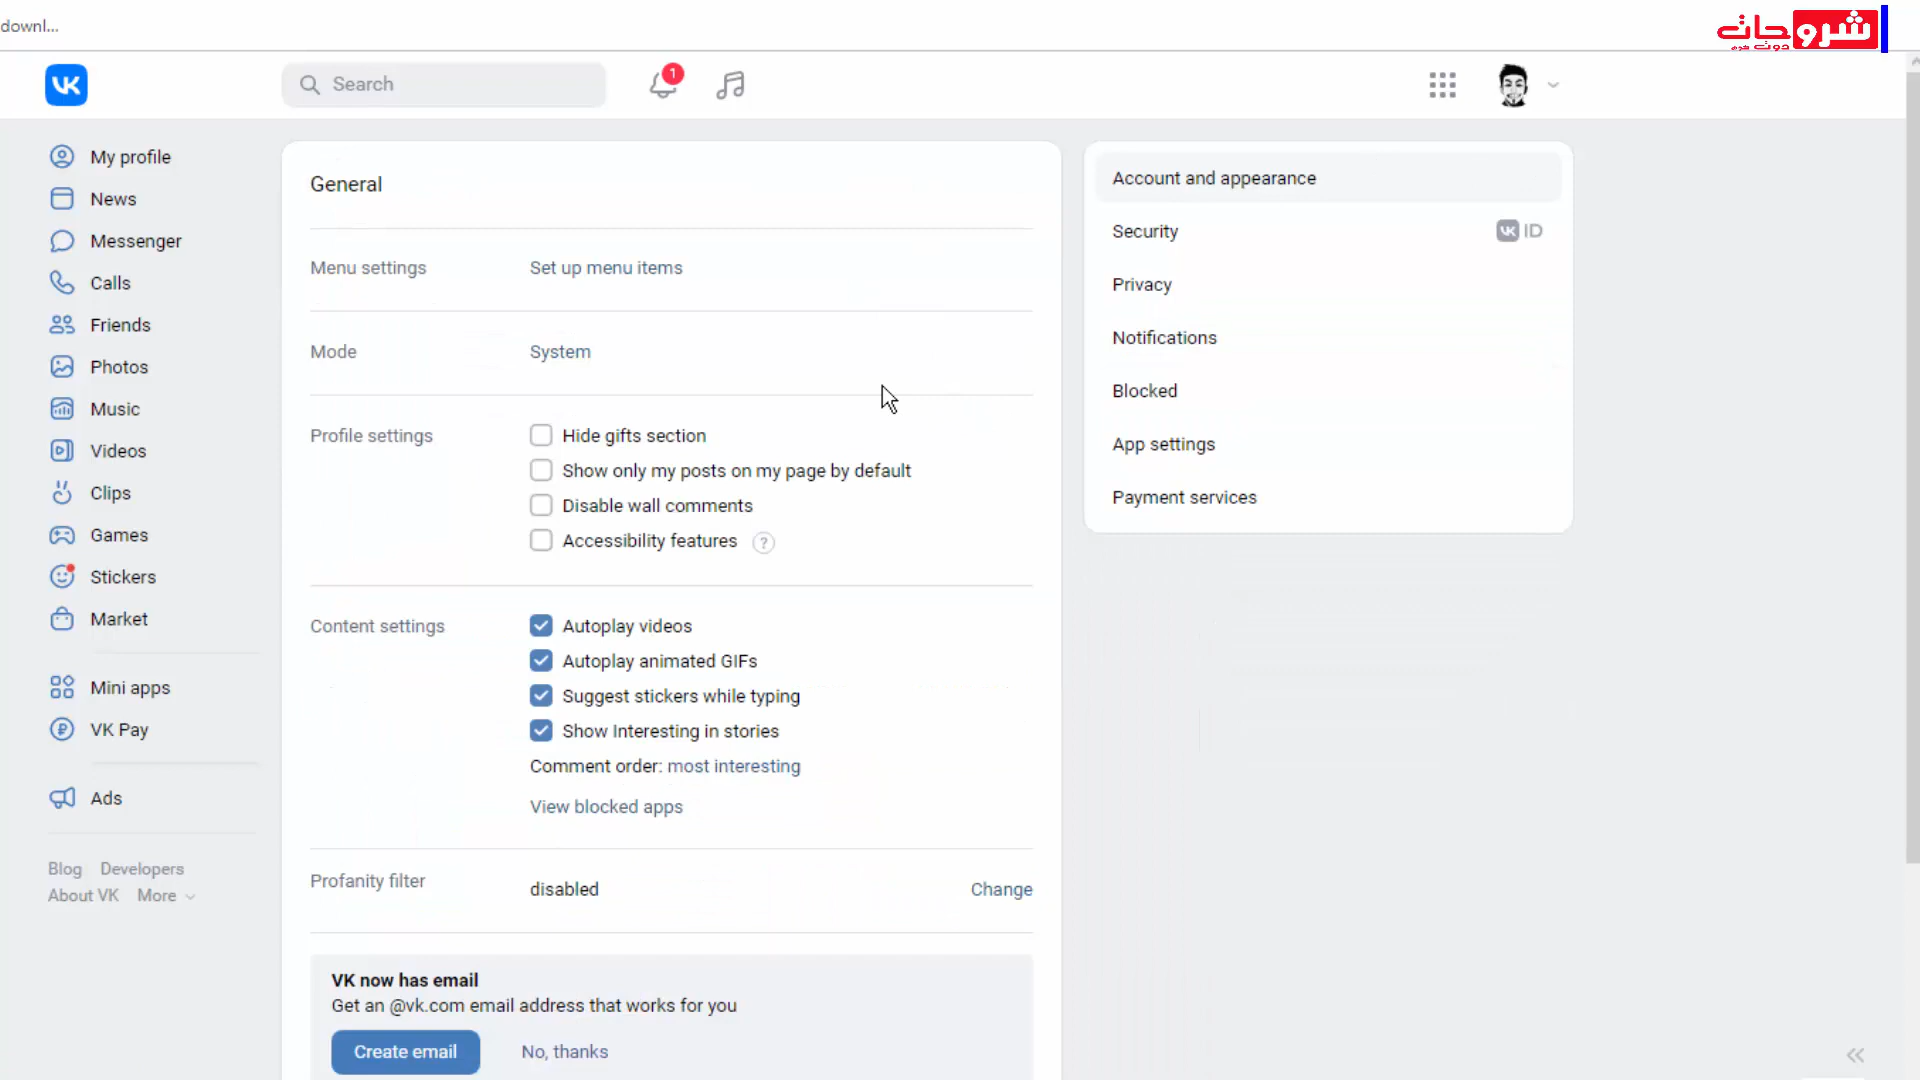 downl...
شروحات
دوت كوم
Search
1
My profile
News
Messenger
Calls
Friends
Photos
Music
Videos
Clips
Games
Stickers
Market
Mini apps
VK Pay
Ads
Blog Developers
About VK More
General
Menu settings Set up menu items
Mode System
Profile settings Hide gifts section
Show only my posts on my page by default
Disable wall comments
Accessibility features ?
Content settings Autoplay videos
Autoplay animated GIFs
Suggest stickers while typing
Show Interesting in stories
Comment order: most interesting
View blocked apps
Profanity filter disabled Change
VK now has email
Get an @vk.com email address that works for you
Create email No, thanks
Account and appearance
Security VK ID
Privacy
Notifications
Blocked
App settings
Payment services